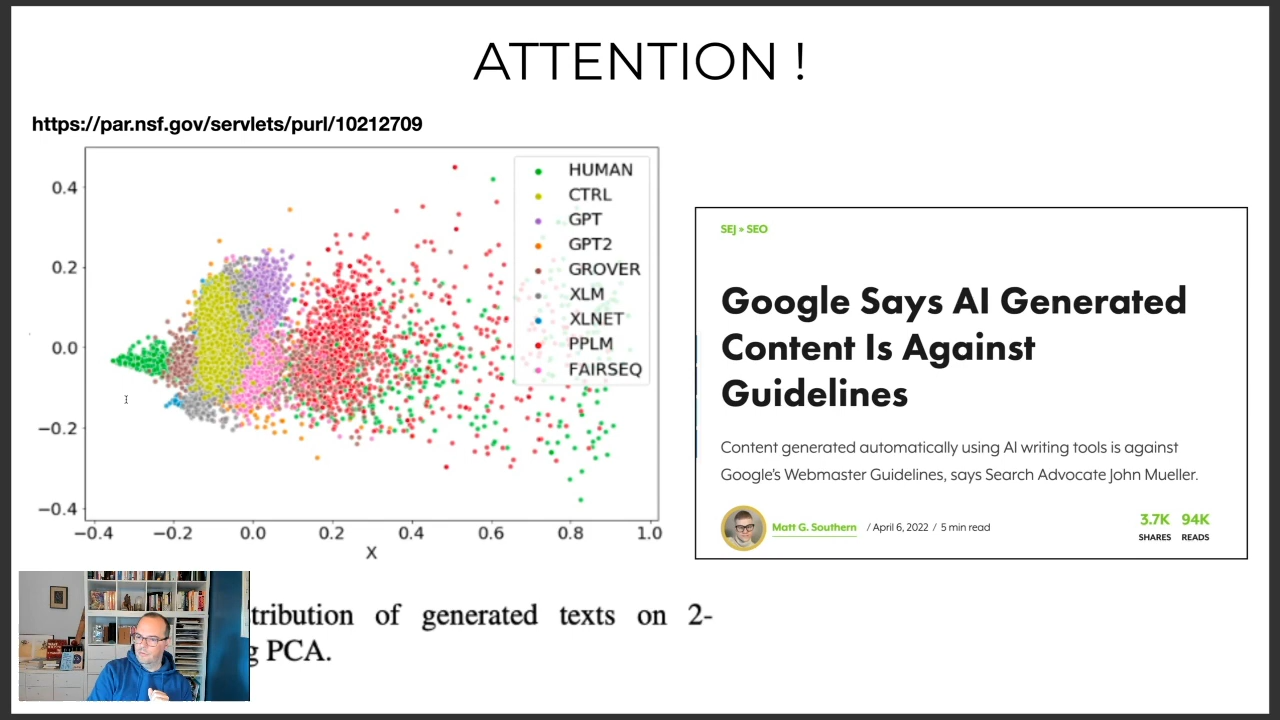 ATTENTION !
https://par.nsf.gov/servlets/purl/10212709
0.4
0.2
0.0
−0.2
−0.4
−0.4
−0.2
0.0
0.2
0.4
0.6
0.8
1.0
X
HUMAN
CTRL
GPT
GPT2
GROVER
XLM
XLNET
PPLM
FAIRSEQ
tribution of generated texts on 2-
g PCA.
SEJ » SEO
Google Says AI Generated
Content Is Against
Guidelines
Content generated automatically using AI writing tools is against
Google's Webmaster Guidelines, says Search Advocate John Mueller.
Matt G. Southern / April 6, 2022 / 5 min read
3.7K 94K
SHARES READS